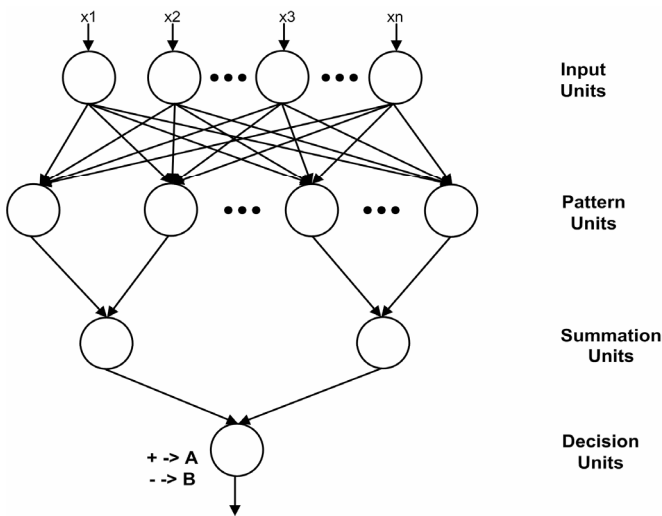 x1 x2 x3 xn
Input
Units
Pattern
Units
Summation
Units
Decision
Units
+ -> A
- -> B